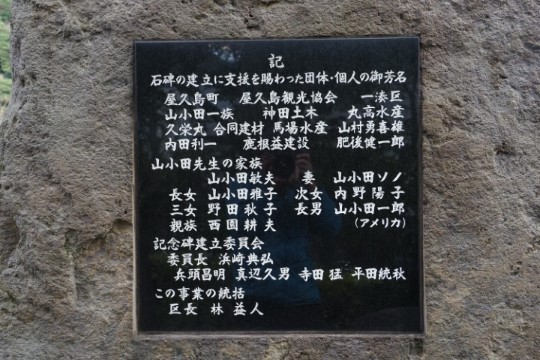 記
石碑の建立に支援を賜わった団体・個人の御芳名
屋久島町 屋久島観光協会 一湊区
山小田一族 神田土木 丸高水産
久栄丸 合同建材 馬場水産 山村勇喜雄
内田利一 鹿根益建設 肥後健一郎
山小田先生の家族
山小田敏夫 妻 山小田ソノ
長女 山小田雅子 次女 内野陽子
三女 野田秋子 長男 山小田一郎
親族 西園耕夫 (アメリカ)
記念碑建立委員会
委員長 浜崎典弘
兵頭昌明 真辺久男 寺田猛 平田統秋
この事業の統括
区長 林益人